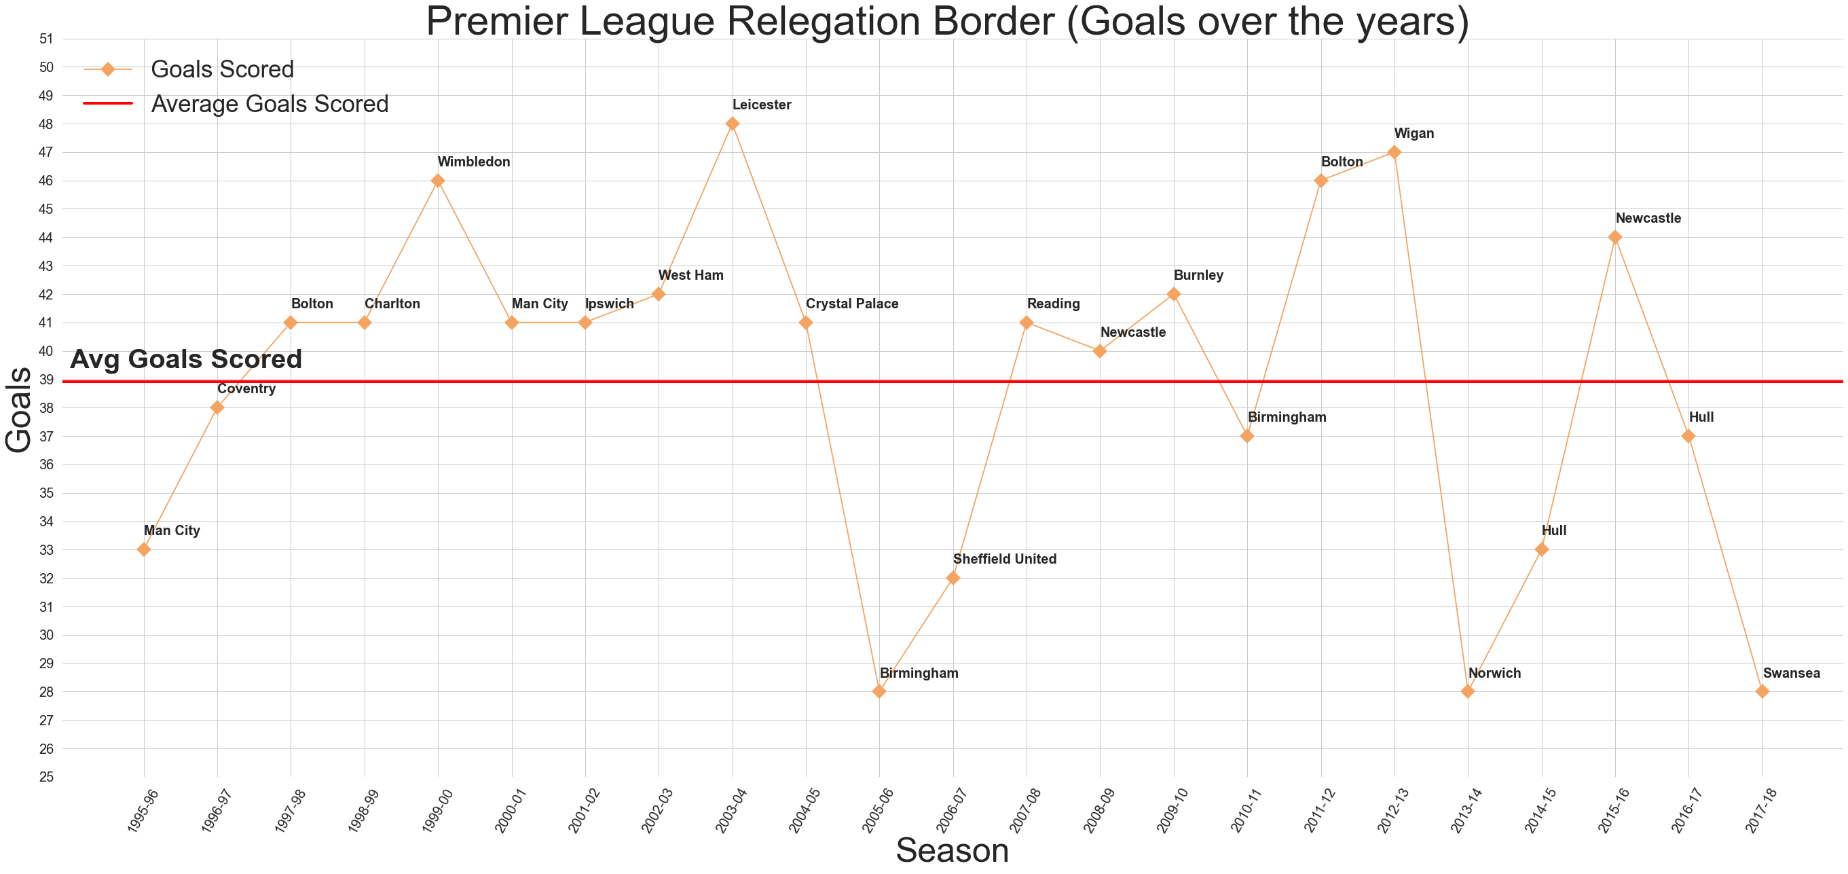 Premier League Relegation Border (Goals over the years)
Goals Scored
Average Goals Scored
51
50
49
48
47
46
45
44
43
42
41
40
39
38
37
36
35
34
33
32
31
30
29
28
27
26
25
Goals
Avg Goals Scored
Man City
Coventry
Bolton
Charlton
Wimbledon
Man City
Ipswich
West Ham
Leicester
Crystal Palace
Birmingham
Sheffield United
Reading
Newcastle
Burnley
Birmingham
Bolton
Wigan
Norwich
Hull
Newcastle
Hull
Swansea
1995-96
1996-97
1997-98
1998-99
1999-00
2000-01
2001-02
2002-03
2003-04
2004-05
2005-06
2006-07
2007-08
2008-09
2009-10
2010-11
2011-12
2012-13
2013-14
2014-15
2015-16
2016-17
2017-18
Season